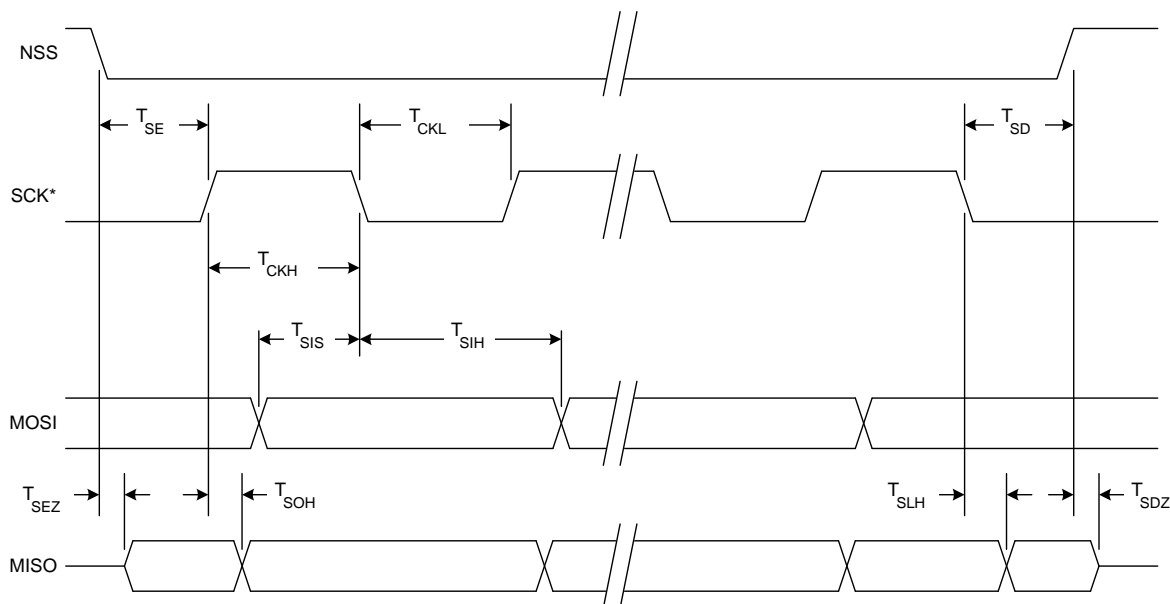 NSS
T_SE
T_CKL
T_SD
SCK*
T_CKH
T_SIS
T_SIH
MOSI
T_SEZ
T_SOH
T_SLH
T_SDZ
MISO